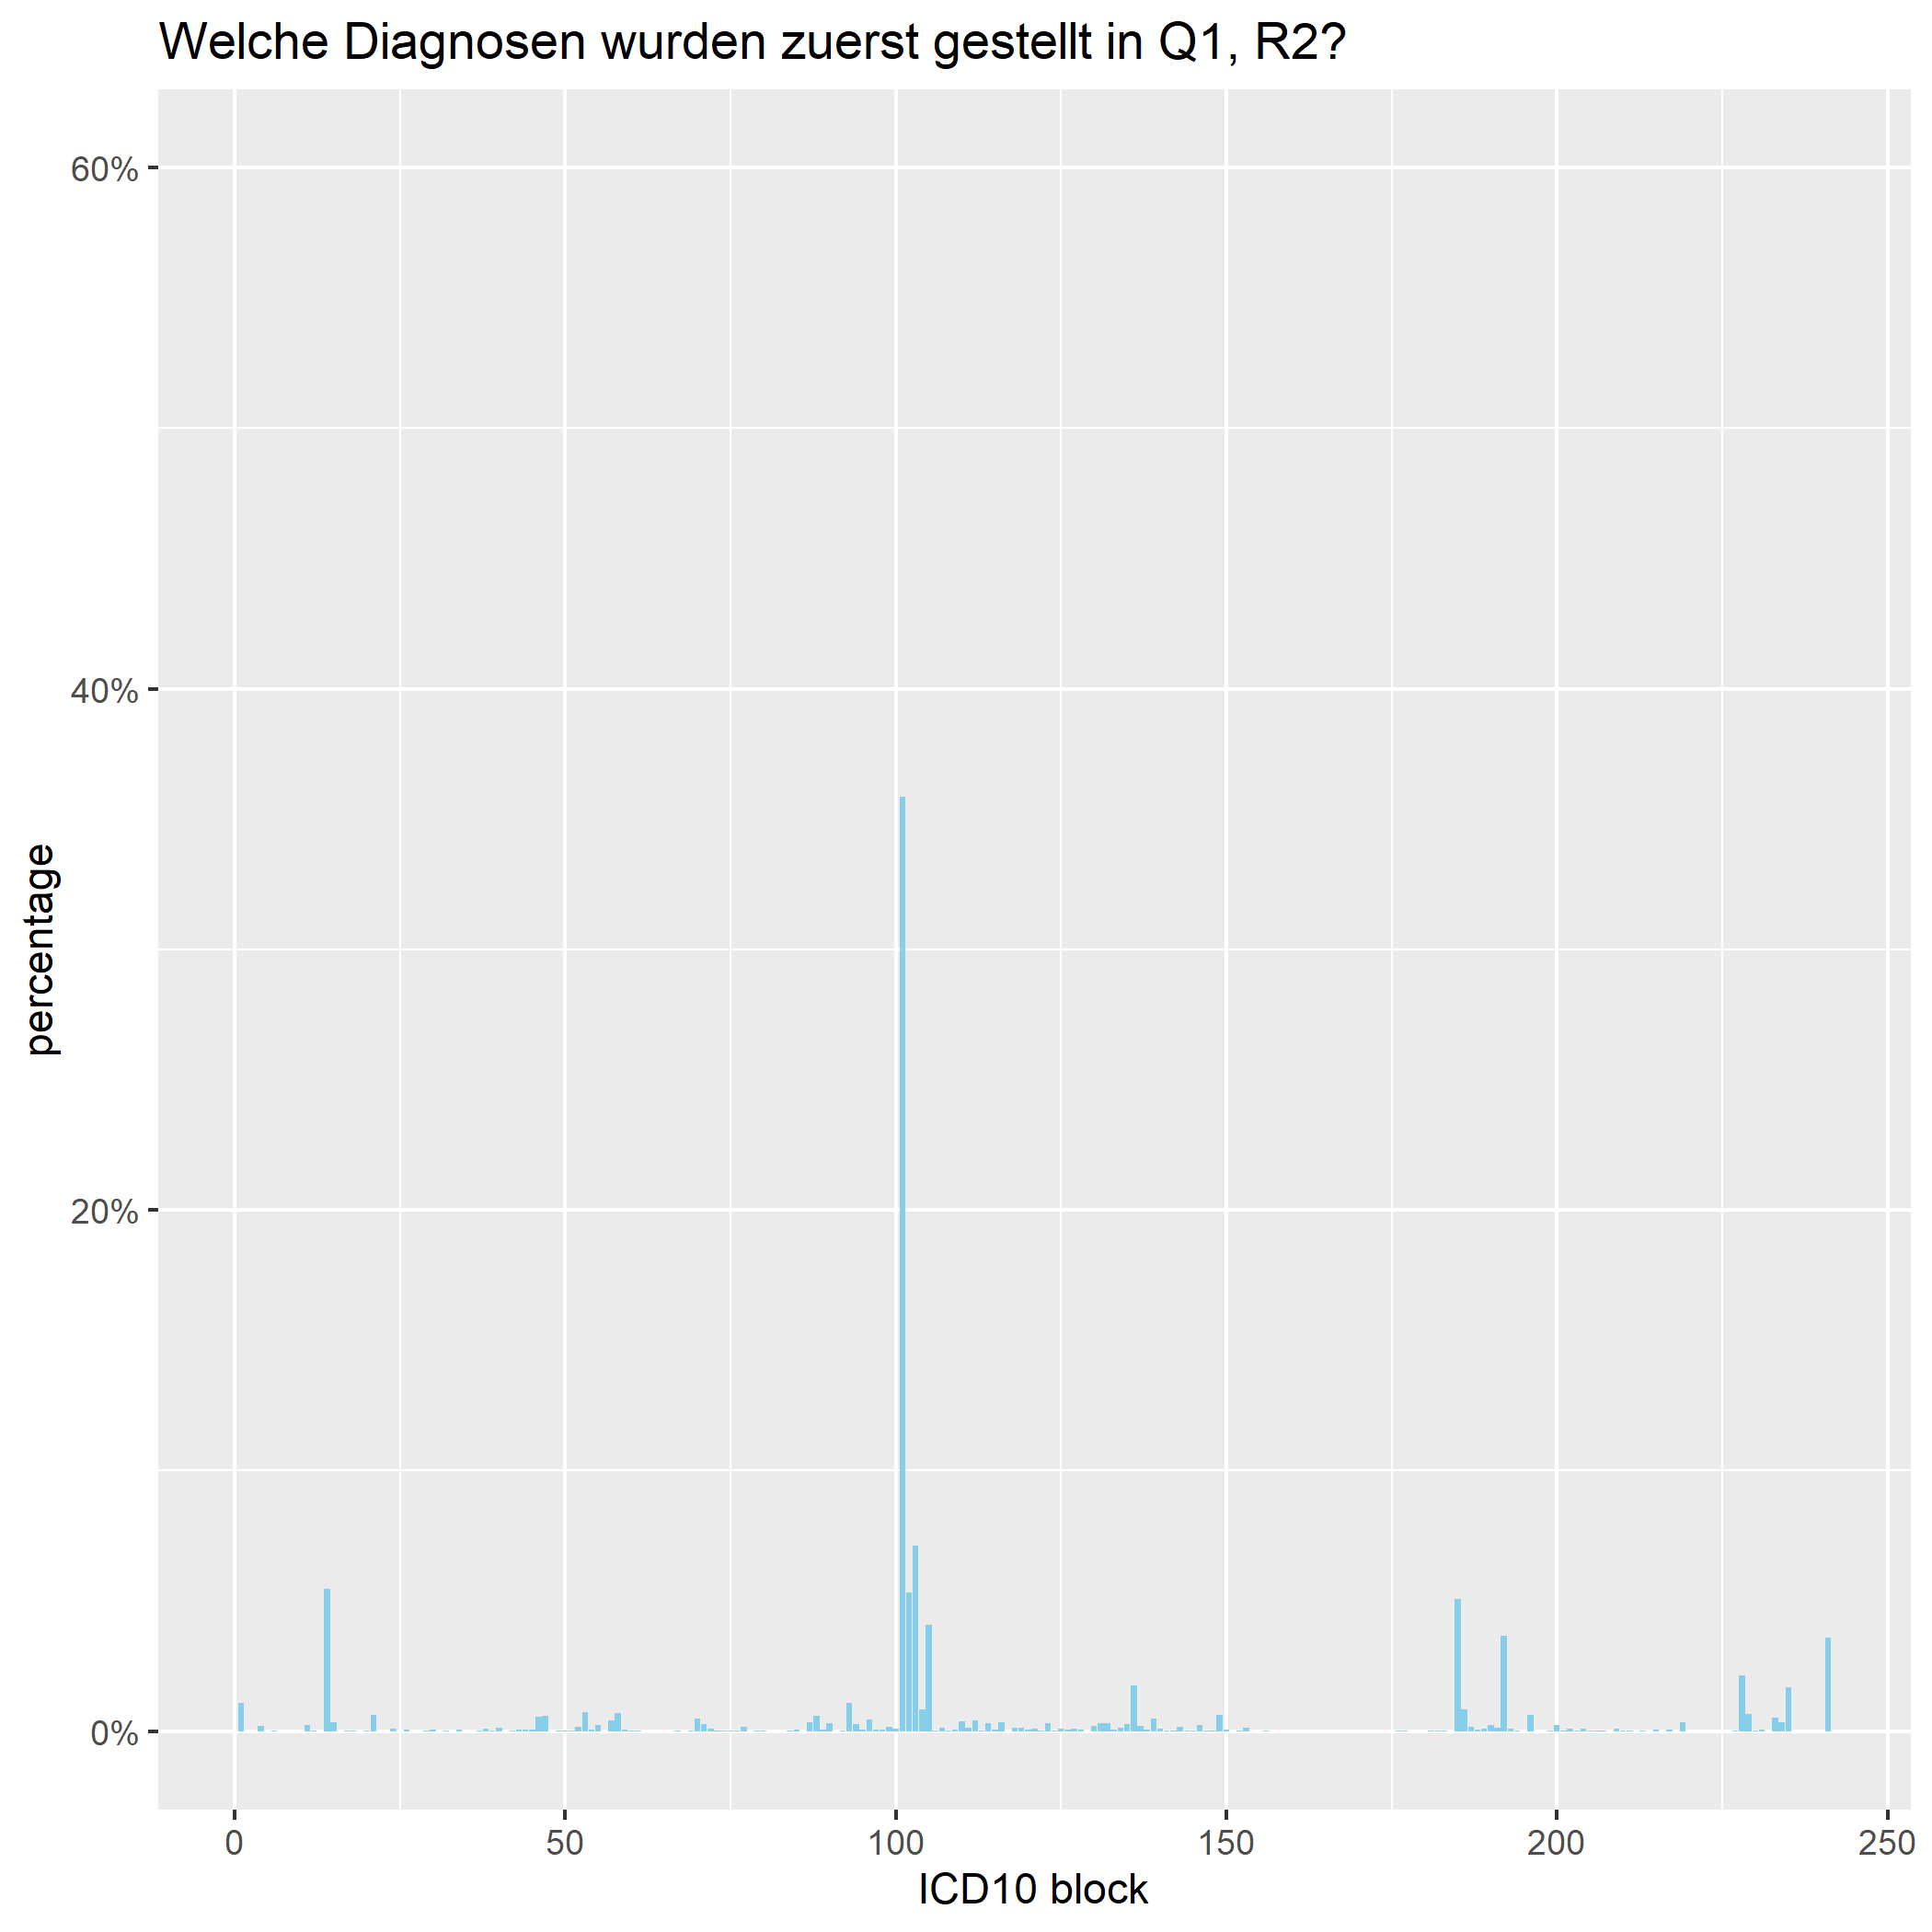 Welche Diagnosen wurden zuerst gestellt in Q1, R2?
60%
40%
20%
0%
percentage
0 50 100 150 200 250
ICD10 block